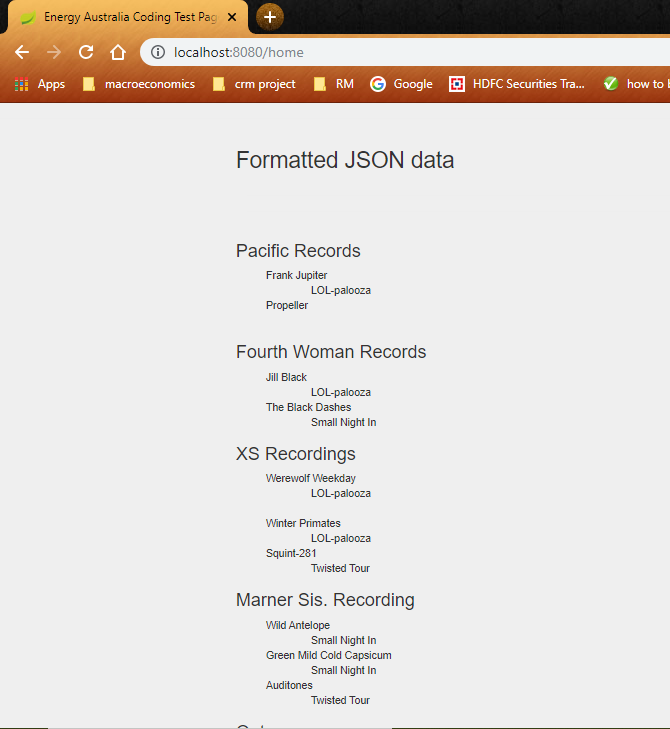 Energy Australia Coding Test Pag
localhost:8080/home
Apps macroeconomics crm project RM Google HDFC Securities Tra... how to b
Formatted JSON data
Pacific Records
Frank Jupiter
LOL-palooza
Propeller
Fourth Woman Records
Jill Black
LOL-palooza
The Black Dashes
Small Night In
XS Recordings
Werewolf Weekday
LOL-palooza
Winter Primates
LOL-palooza
Squint-281
Twisted Tour
Marner Sis. Recording
Wild Antelope
Small Night In
Green Mild Cold Capsicum
Small Night In
Auditones
Twisted Tour